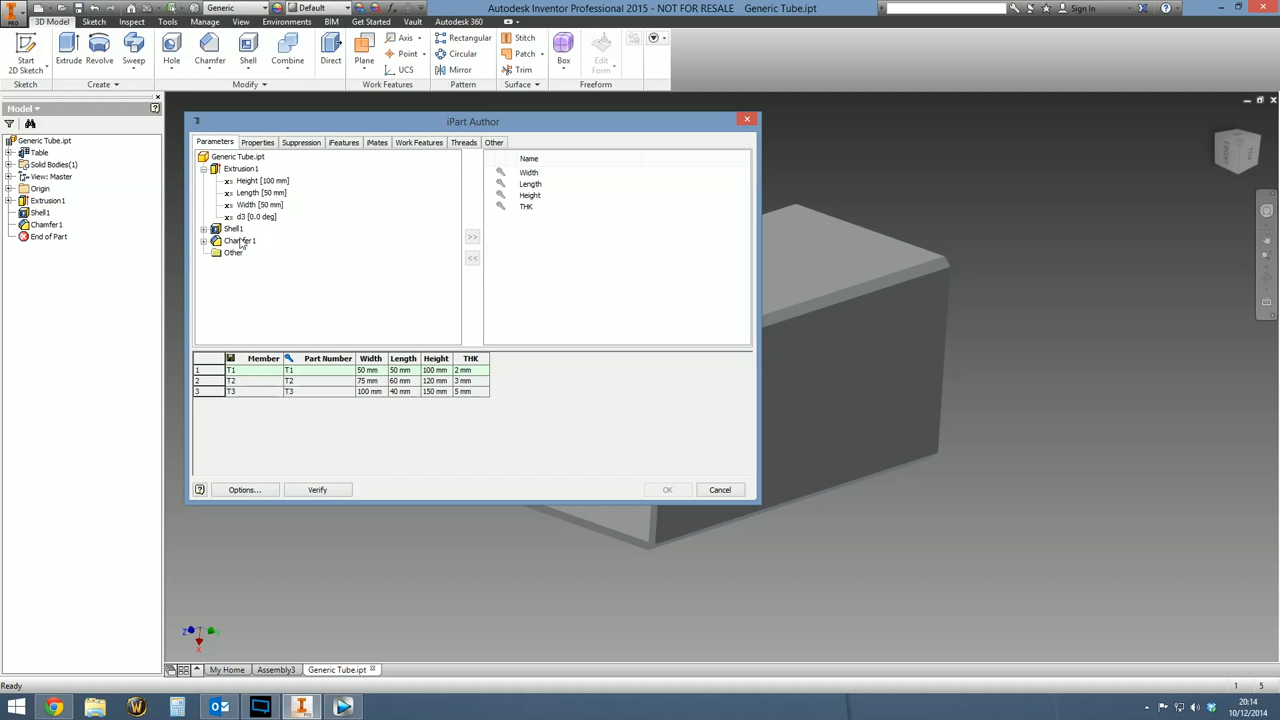 Generic
Default
Autodesk Inventor Professional 2015 - NOT FOR RESALE Generic Tube.ipt
Sign In
PRO
3D Model Sketch Inspect Tools Manage View Environments BIM Get Started Vault Autodesk 360
Start
2D Sketch
Extrude Revolve Sweep
Hole Chamfer Shell Combine Direct
Plane
Axis
Point
UCS
Rectangular
Circular
Mirror
Stitch
Patch
Trim
Box
Edit
Form
Sketch Create Modify Work Features Pattern Surface Freeform
Model
Generic Tube.ipt
Table
Solid Bodies(1)
View: Master
Origin
Extrusion1
Shell1
Chamfer1
End of Part
iPart Author
Parameters Properties Suppression iFeatures iMates Work Features Threads Other
Generic Tube.ipt
Extrusion1
Height [100 mm]
Length [50 mm]
Width [50 mm]
d3 [0.0 deg]
Shell1
Chamfer1
Other
>>
<<
Name
Width
Length
Height
THK
Member Part Number Width Length Height THK
1 T1 T1 50 mm 50 mm 100 mm 2 mm
2 T2 T2 75 mm 60 mm 120 mm 3 mm
3 T3 T3 100 mm 40 mm 150 mm 5 mm
Options... Verify OK Cancel
Z X
My Home Assembly3 Generic Tube.ipt
Ready 1 5
20:14
10/12/2014